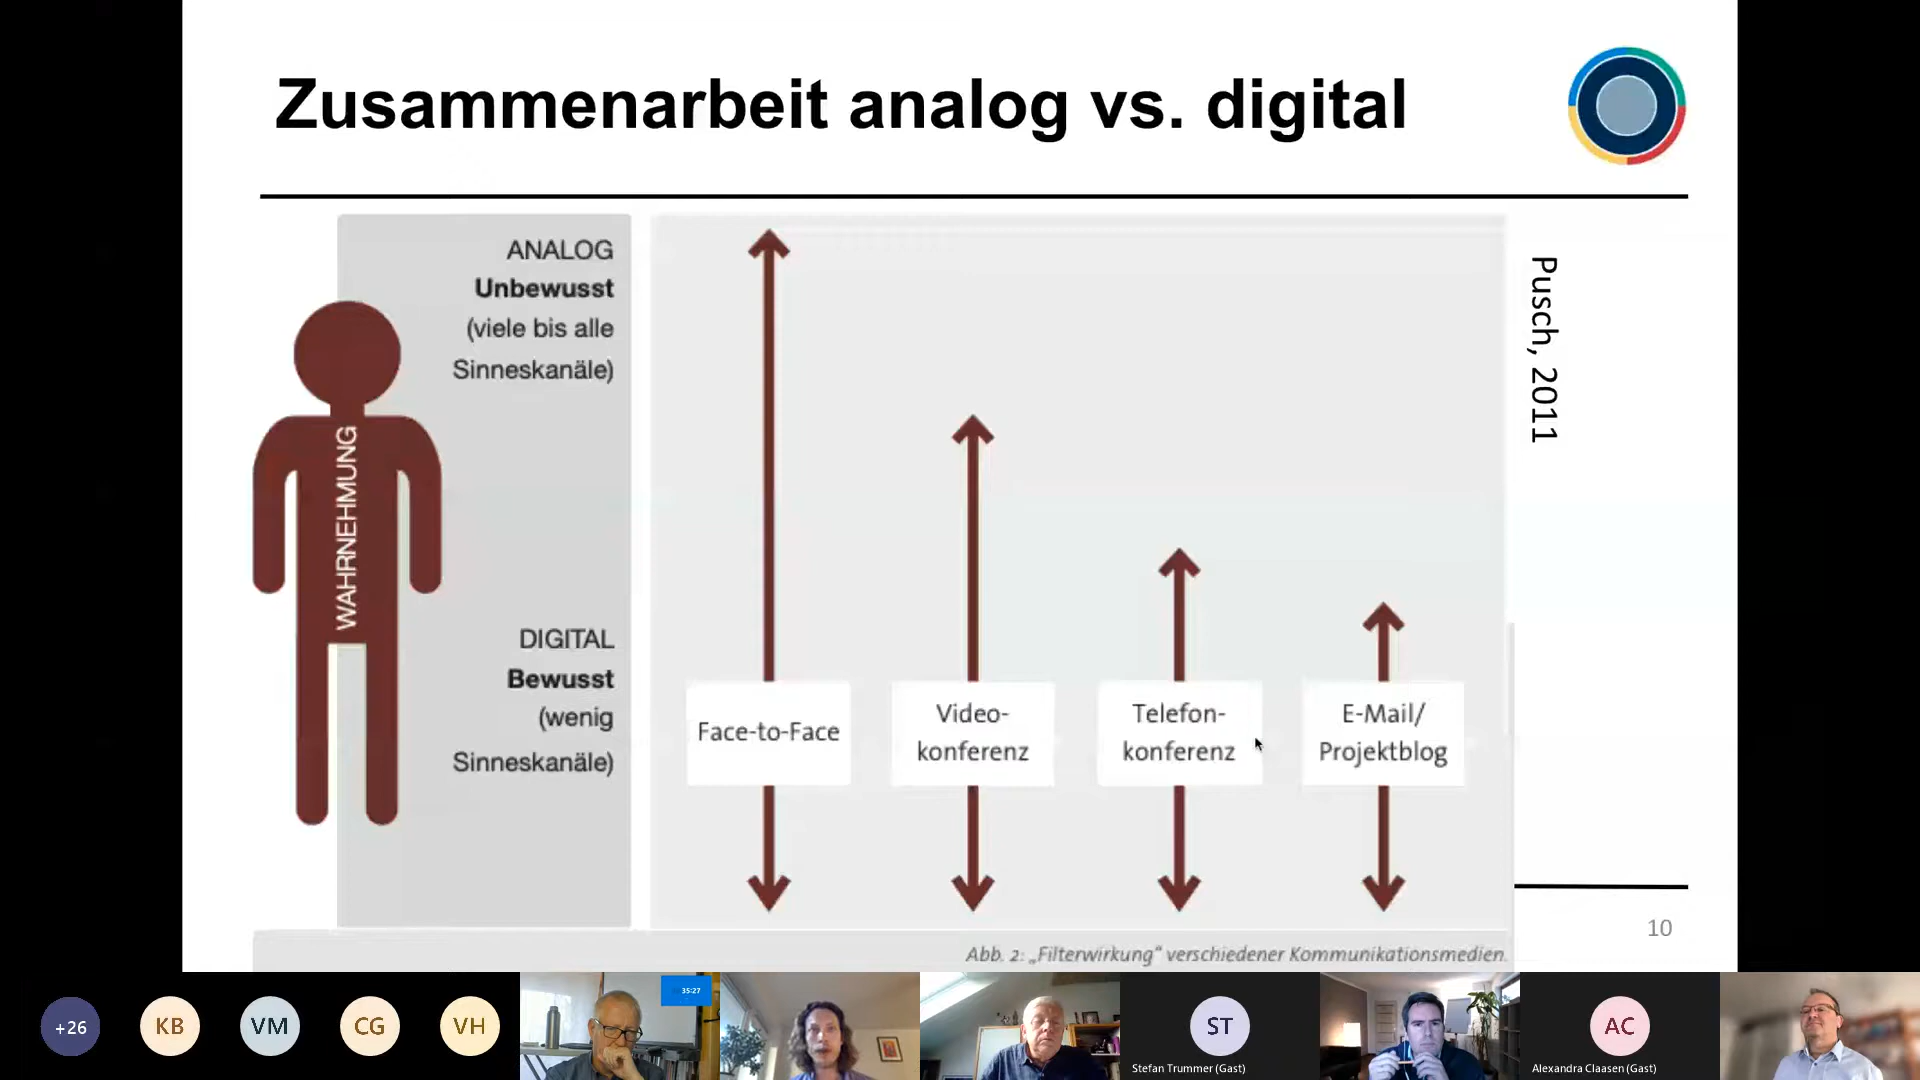 Zusammenarbeit analog vs. digital
ANALOG
Unbewusst
(viele bis alle
Sinneskanäle)
WAHRNEHMUNG
DIGITAL
Bewusst
(wenig
Sinneskanäle)
Face-to-Face
Video-
konferenz
Telefon-
konferenz
E-Mail/
Projektblog
Pusch, 2011
Abb. 2: „Filterwirkung“ verschiedener Kommunikationsmedien.
10
+26
KB
VM
CG
VH
35:27
ST
Stefan Trummer (Gast)
AC
Alexandra Claasen (Gast)